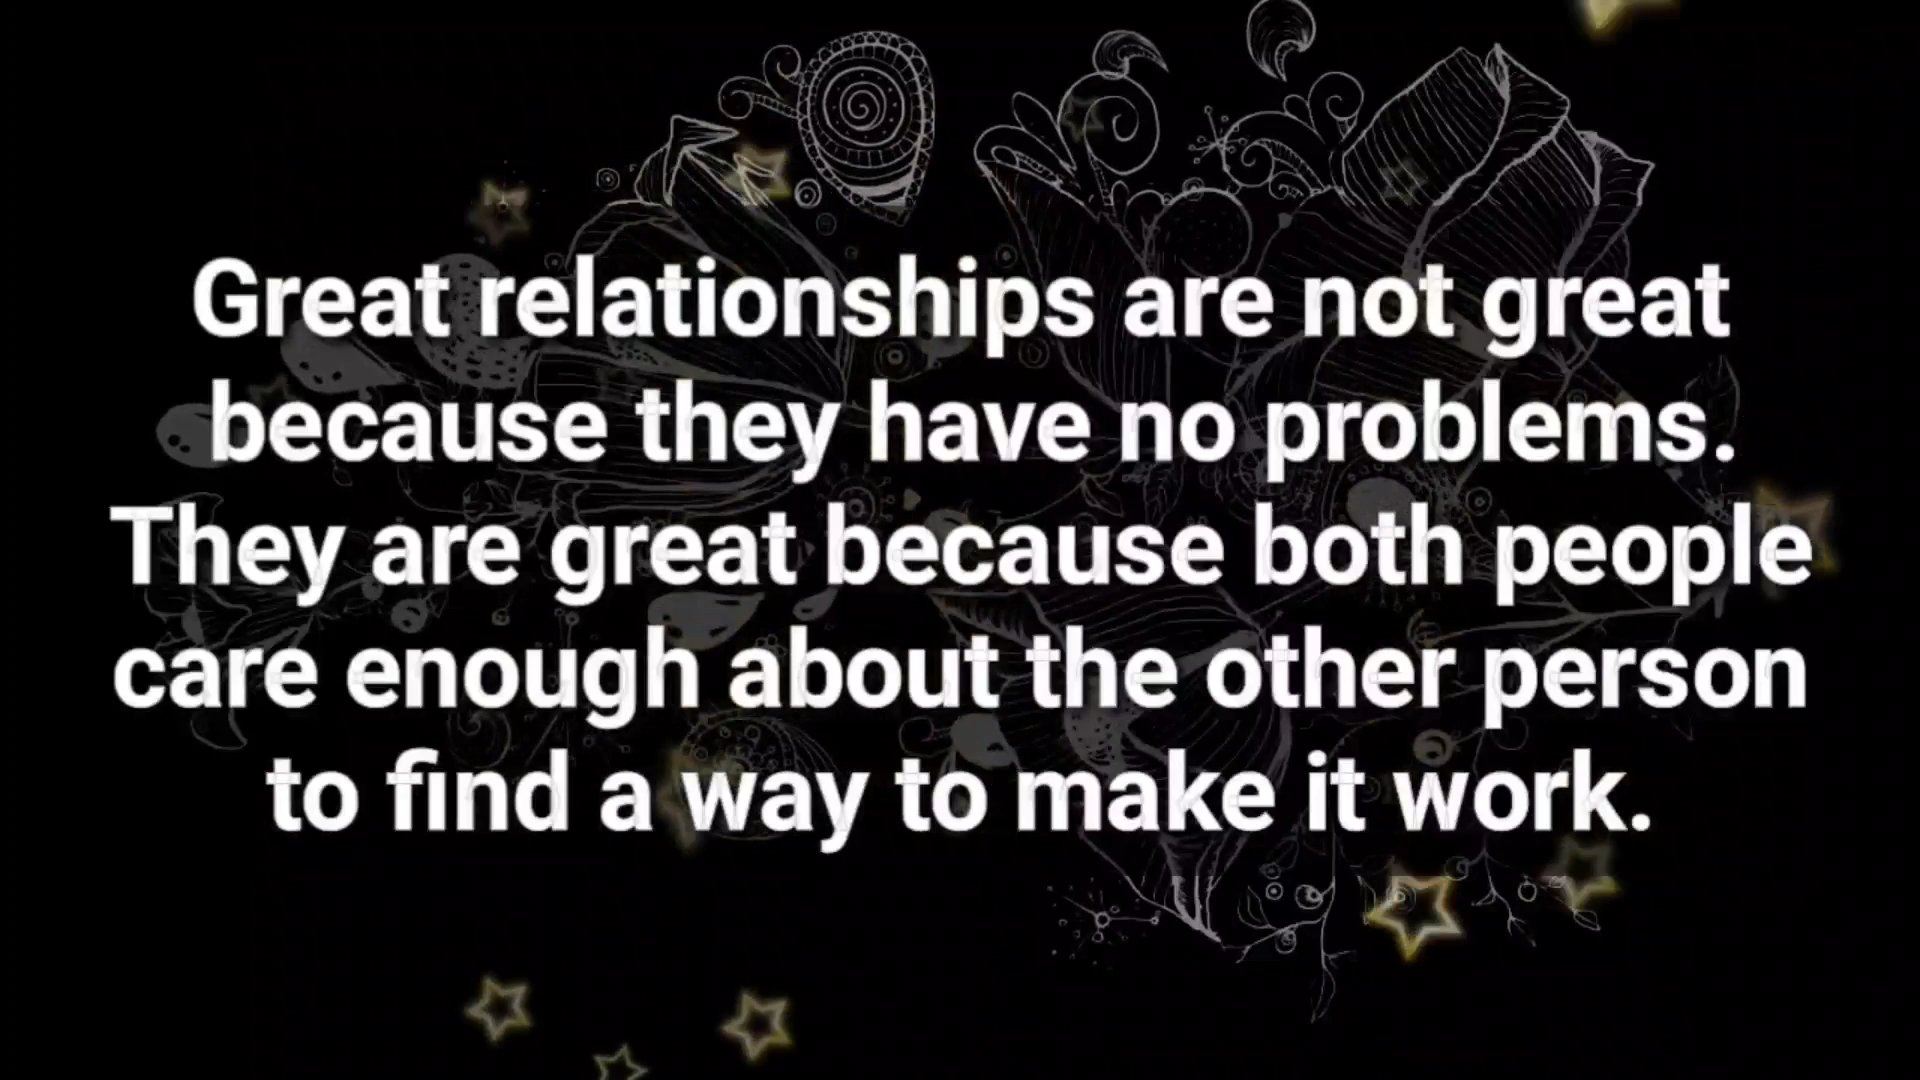 Great relationships are not great
because they have no problems.
They are great because both people
care enough about the other person
to find a way to make it work.